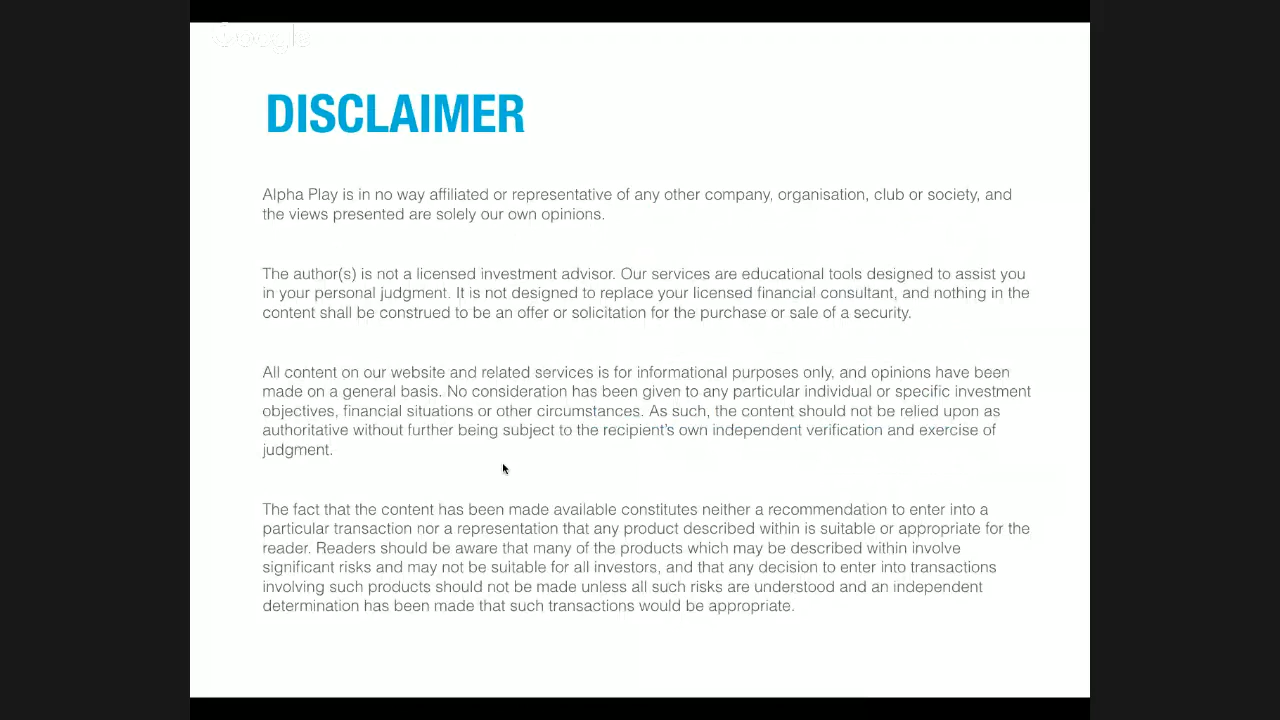 Google
DISCLAIMER
Alpha Play is in no way affiliated or representative of any other company, organisation, club or society, and
the views presented are solely our own opinions.
The author(s) is not a licensed investment advisor. Our services are educational tools designed to assist you
in your personal judgment. It is not designed to replace your licensed financial consultant, and nothing in the
content shall be construed to be an offer or solicitation for the purchase or sale of a security.
All content on our website and related services is for informational purposes only, and opinions have been
made on a general basis. No consideration has been given to any particular individual or specific investment
objectives, financial situations or other circumstances. As such, the content should not be relied upon as
authoritative without further being subject to the recipient's own independent verification and exercise of
judgment.
The fact that the content has been made available constitutes neither a recommendation to enter into a
particular transaction nor a representation that any product described within is suitable or appropriate for the
reader. Readers should be aware that many of the products which may be described within involve
significant risks and may not be suitable for all investors, and that any decision to enter into transactions
involving such products should not be made unless all such risks are understood and an independent
determination has been made that such transactions would be appropriate.